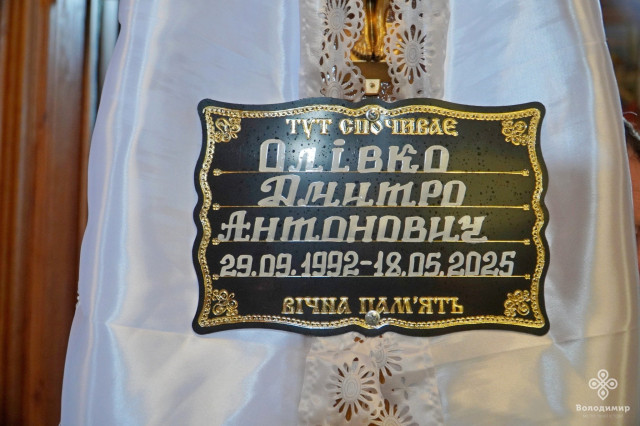 ТУТ СПОЧИВАЄ
Олівко
Дмитро
Антонович
29.09.1992-18.05.2025
ВІЧНА ПАМ'ЯТЬ
Володимир